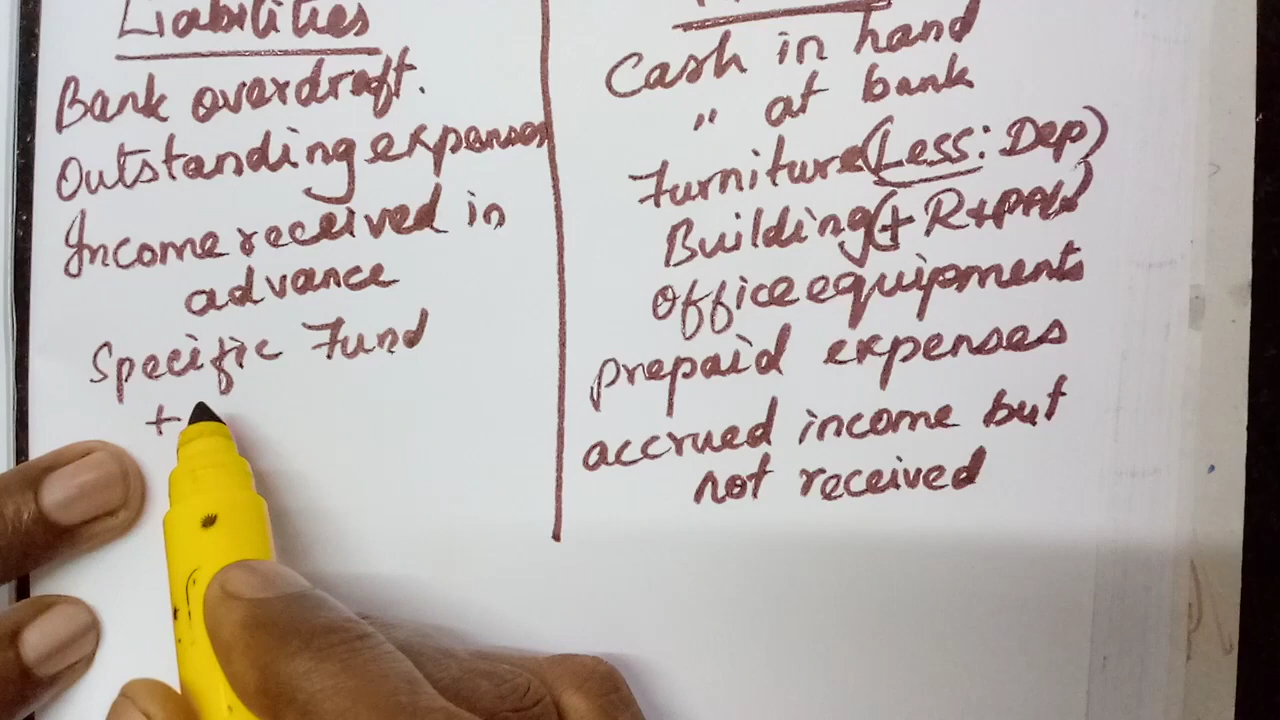 Liabilities
Bank overdraft.
Outstanding expenses
Income received in
advance
Specific Fund
+
Cash in hand
" at bank
Furniture (Less: Dep)
Building (+
office equipments
prepaid expenses
accrued income but
not received